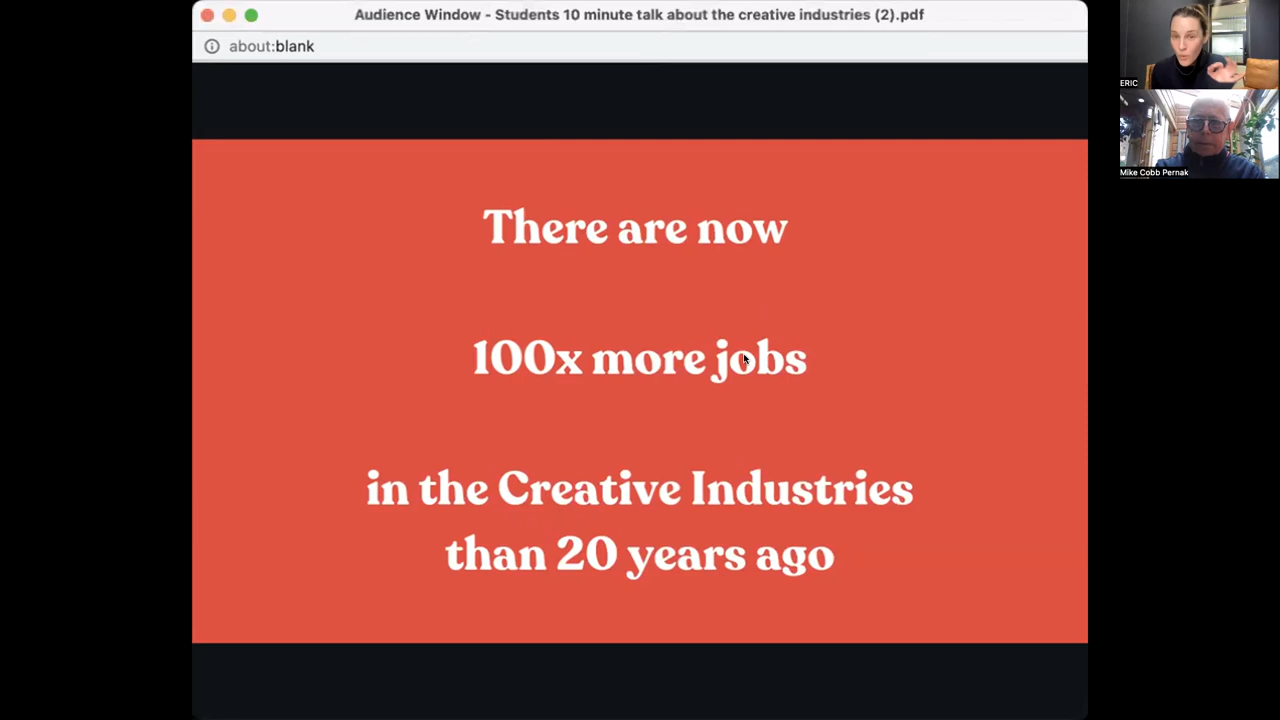 Audience Window - Students 10 minute talk about the creative industries (2).pdf
about:blank
ERIC
Mike Cobb Pernak
There are now
100x more jobs
in the Creative Industries
than 20 years ago